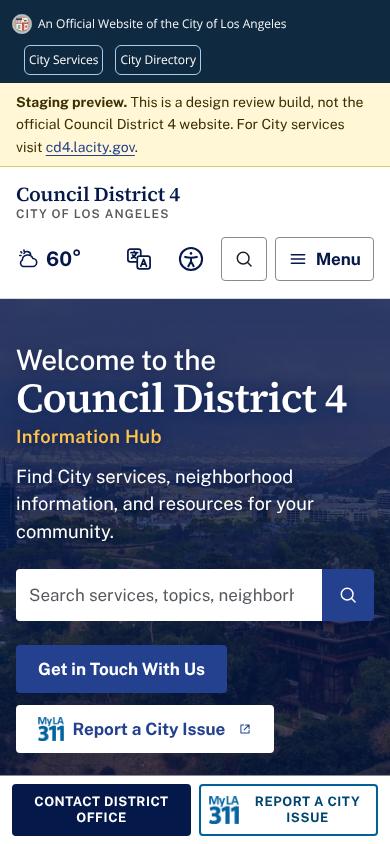 An Official Website of the City of Los Angeles
City Services
City Directory
Staging preview. This is a design review build, not the
official Council District 4 website. For City services
visit cd4.lacity.gov.
Council District 4
CITY OF LOS ANGELES
60°
Menu
Welcome to the
Council District 4
Information Hub
Find City services, neighborhood
information, and resources for your
community.
Search services, topics, neighborh
Get in Touch With Us
MyLA
311
Report a City Issue
CONTACT DISTRICT
OFFICE
MyLA
311
REPORT A CITY
ISSUE